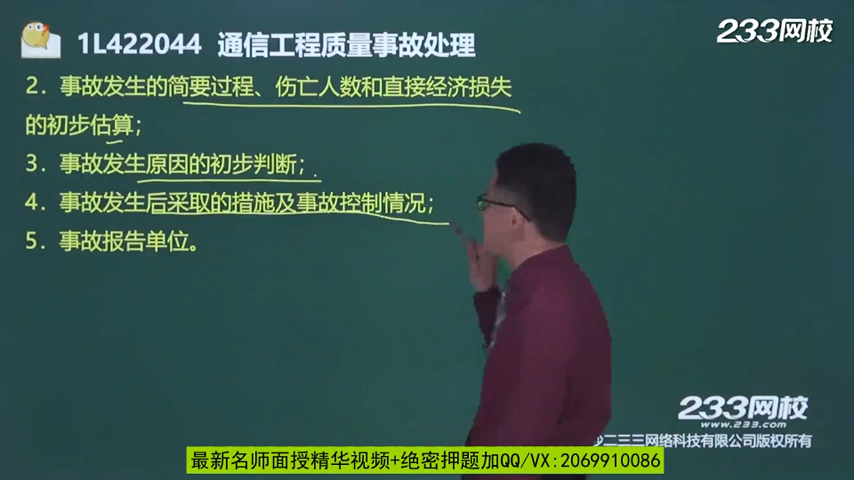 1L422044 通信工程质量事故处理
233网校
2．事故发生的简要过程、伤亡人数和直接经济损失
的初步估算；
3．事故发生原因的初步判断；
4．事故发生后采取的措施及事故控制情况；
5．事故报告单位。
233网校
www.233.com
二三三网络科技有限公司版权所有
最新名师面授精华视频+绝密押题加QQ/VX:2069910086